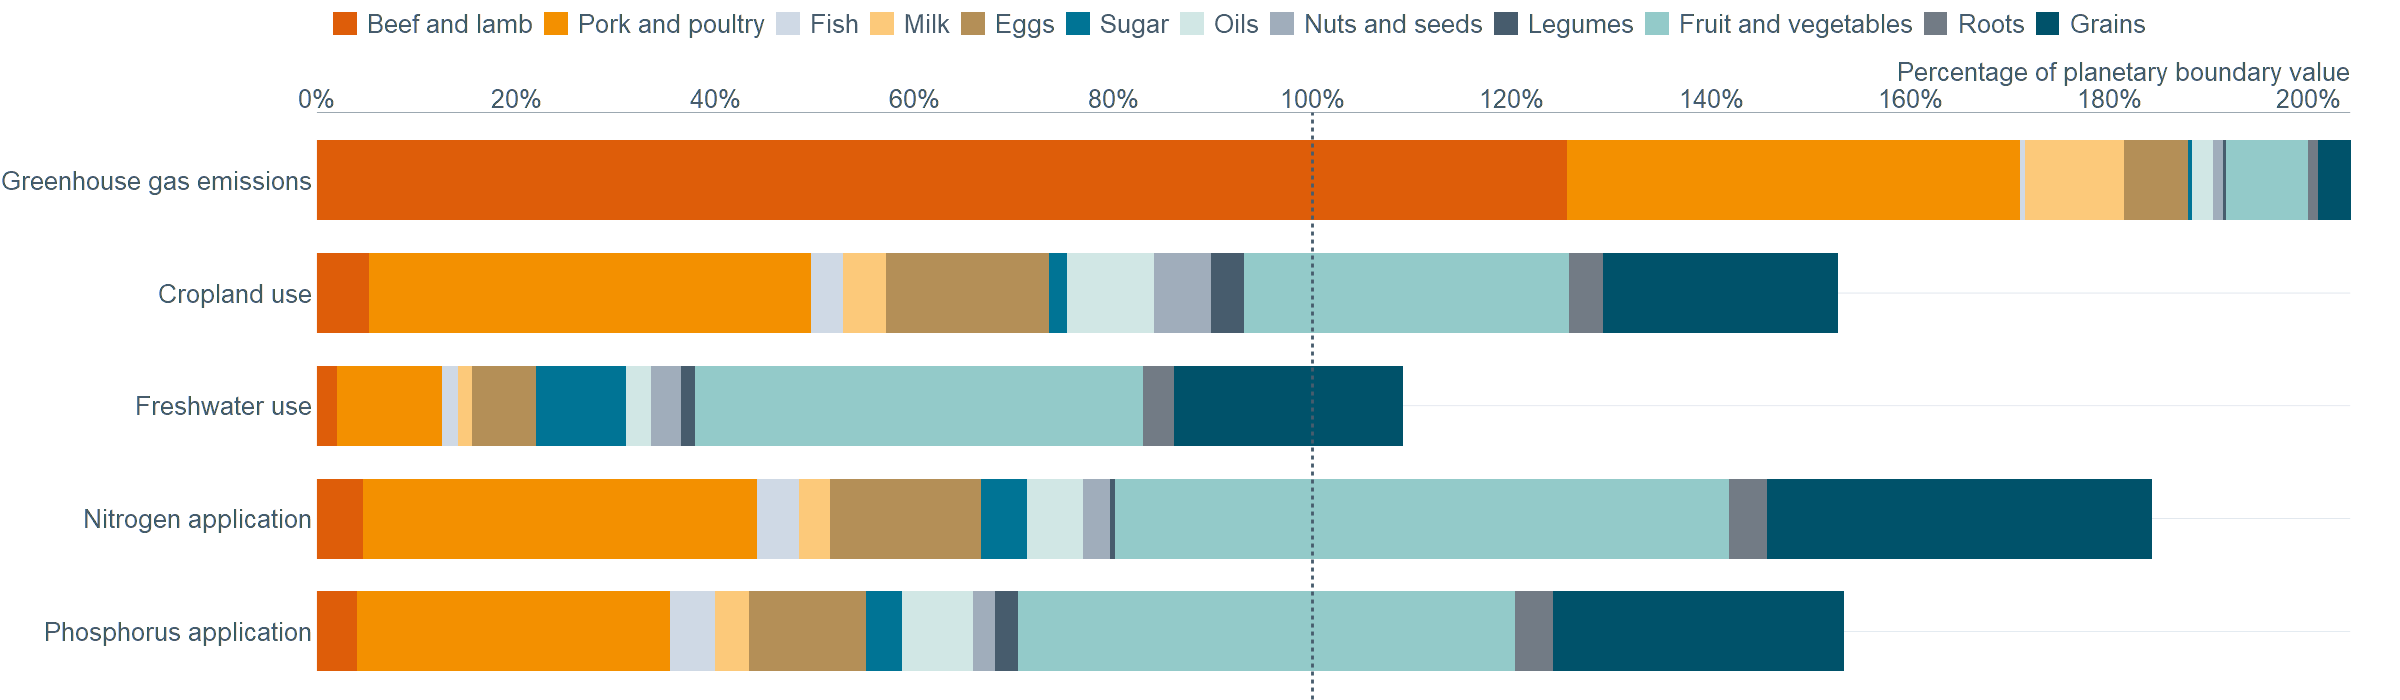 Beef and lamb Pork and poultry Fish Milk Eggs Sugar Oils Nuts and seeds Legumes Fruit and vegetables Roots Grains
Percentage of planetary boundary value
0% 20% 40% 60% 80% 100% 120% 140% 160% 180% 200%
Greenhouse gas emissions
Cropland use
Freshwater use
Nitrogen application
Phosphorus application